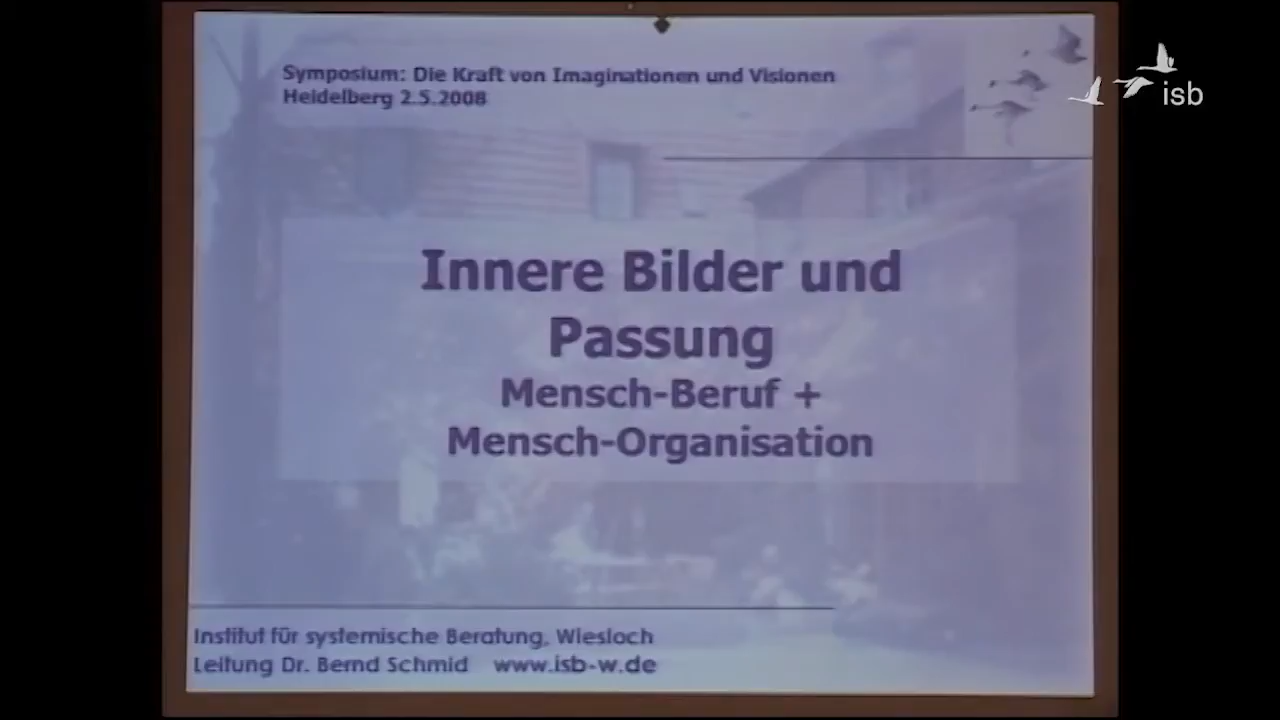 Symposium: Die Kraft von Imaginationen und Visionen
Heidelberg 2.5.2008
isb
Innere Bilder und
Passung
Mensch-Beruf +
Mensch-Organisation
Institut für systemische Beratung, Wiesloch
Leitung Dr. Bernd Schmid www.isb-w.de